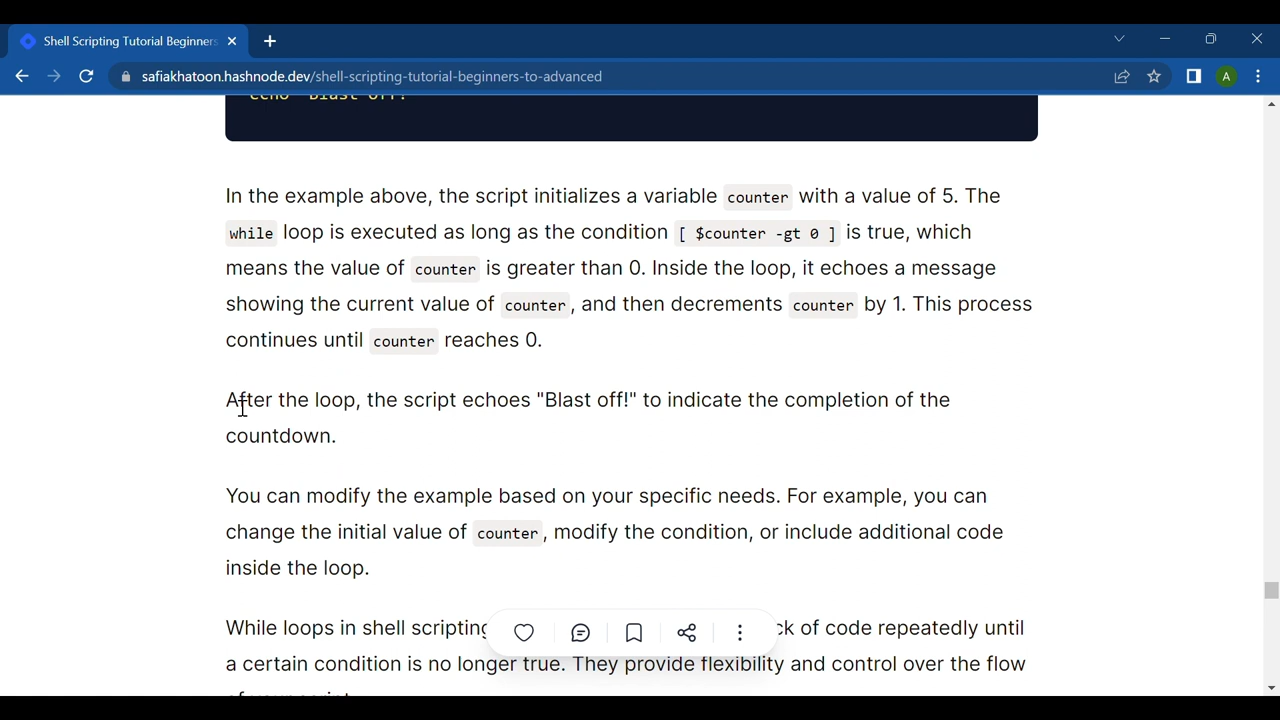 Shell Scripting Tutorial Beginners
safiakhatoon.hashnode.dev/shell-scripting-tutorial-beginners-to-advanced
A
In the example above, the script initializes a variable counter with a value of 5. The
while loop is executed as long as the condition [ $counter -gt 0 ] is true, which
means the value of counter is greater than 0. Inside the loop, it echoes a message
showing the current value of counter, and then decrements counter by 1. This process
continues until counter reaches 0.
After the loop, the script echoes "Blast off!" to indicate the completion of the
countdown.
You can modify the example based on your specific needs. For example, you can
change the initial value of counter, modify the condition, or include additional code
inside the loop.
While loops in shell scripting of code repeatedly until
a certain condition is no longer true. They provide flexibility and control over the flow